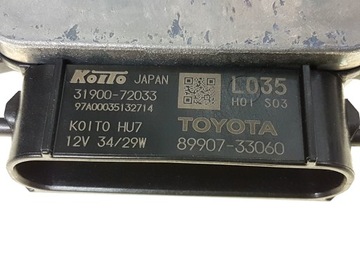 KOITO JAPAN
31900-72033
97A00035132714
KOITO HU7
12V 34/29W
L035
H01 S03
TOYOTA
89907-33060